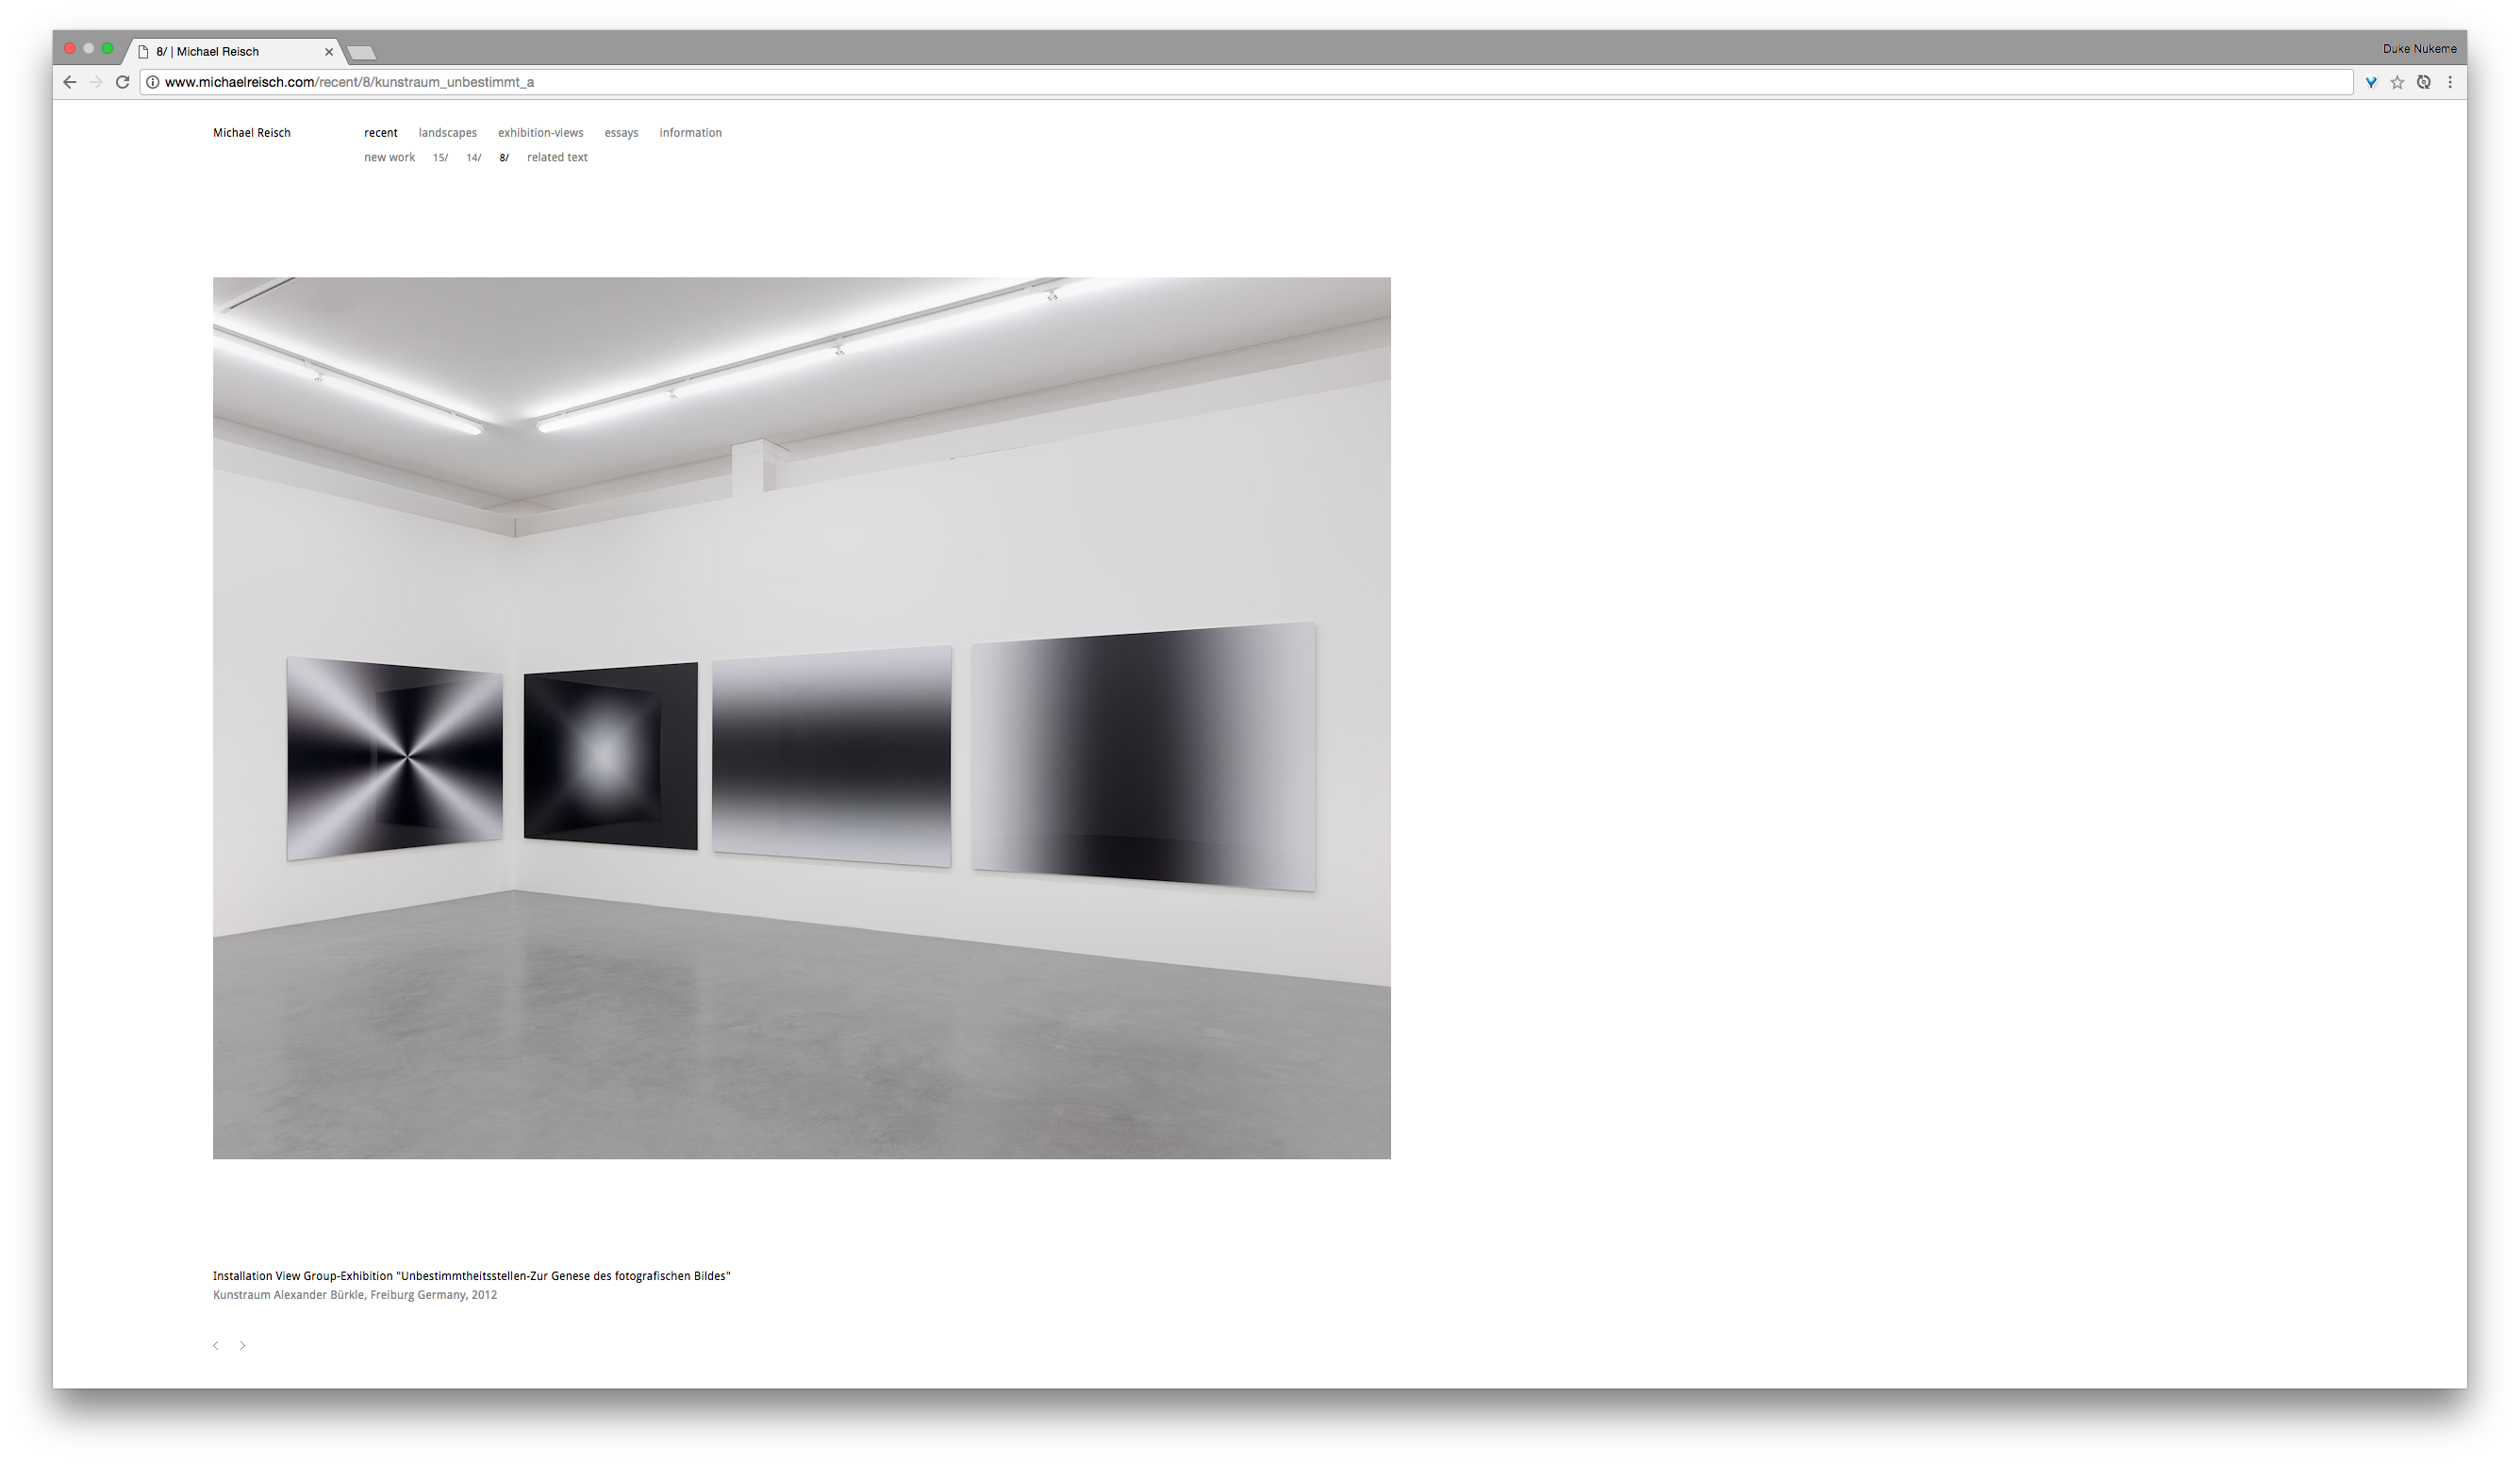 8/ | Michael Reisch
Duke Nukeme
www.michaelreisch.com/recent/8/kunstraum_unbestimmt_a
Michael Reisch recent landscapes exhibition-views essays information
new work 15/ 14/ 8/ related text
Installation View Group-Exhibition "Unbestimmtheitsstellen-Zur Genese des fotografischen Bildes"
Kunstraum Alexander Bürkle, Freiburg Germany, 2012